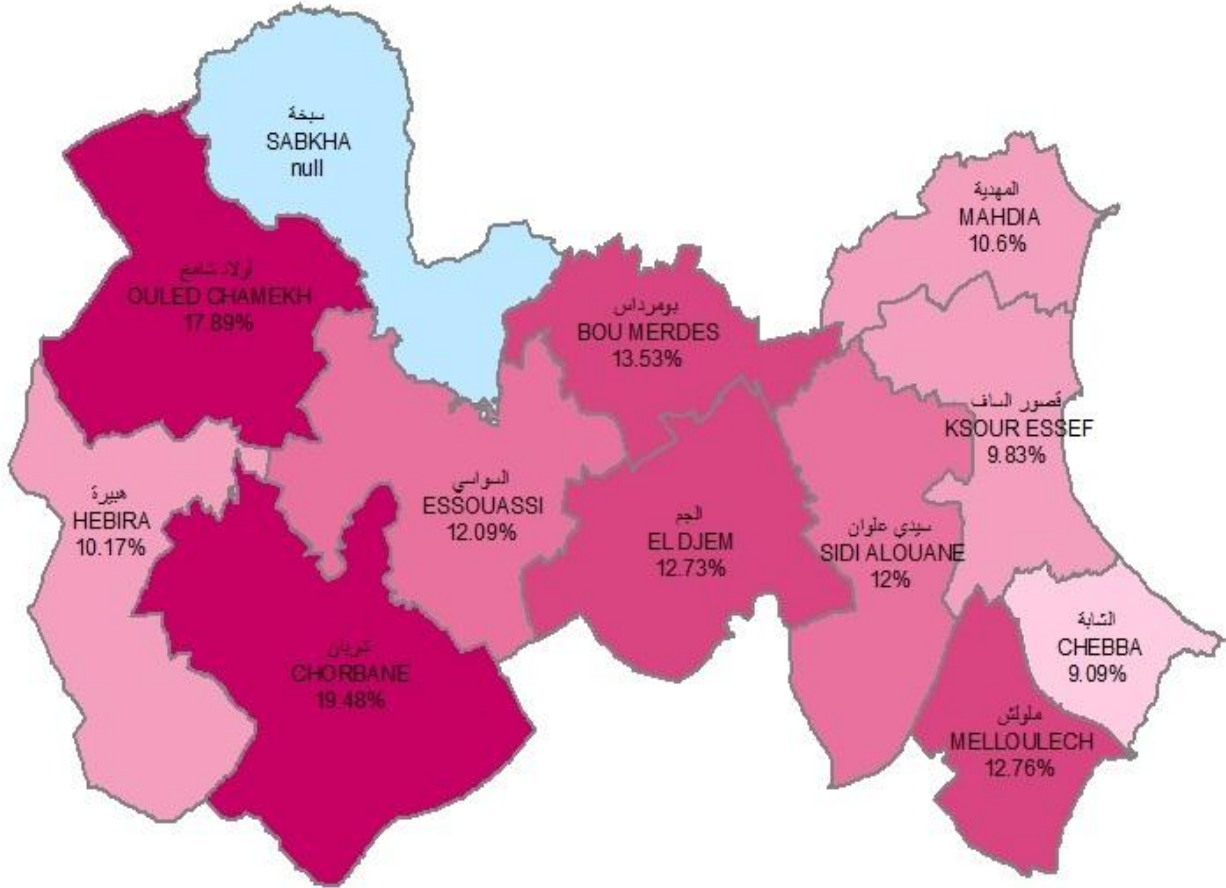 سبخة
SABKHA
null
المهدية
MAHDIA
10.6%
أولاد شامخ
OULED CHAMEKH
17.89%
بومرداس
BOU MERDES
13.53%
قصور الساف
KSOUR ESSEF
9.83%
هبيرة
HEBIRA
10.17%
السواسي
ESSOUASSI
12.09%
الجم
EL DJEM
12.73%
سيدي علوان
SIDI ALOUANE
12%
الشابة
CHEBBA
9.09%
شربان
CHORBANE
19.48%
ملولش
MELLOULECH
12.76%